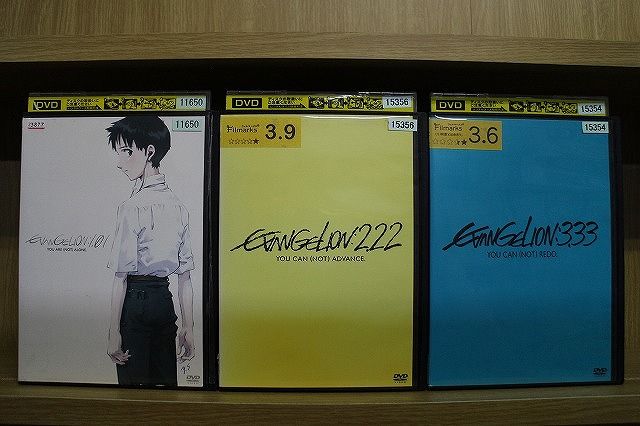 DVD
11650
J3877
11650
EVANGELION:1.01
YOU ARE (NOT) ALONE.
DVD
DVD
15356
Filmarks
3.9
15356
EVANGELION:2.22
YOU CAN (NOT) ADVANCE.
DVD
DVD
15354
Filmarks
3.6
15354
EVANGELION:3.33
YOU CAN (NOT) REDO.
DVD